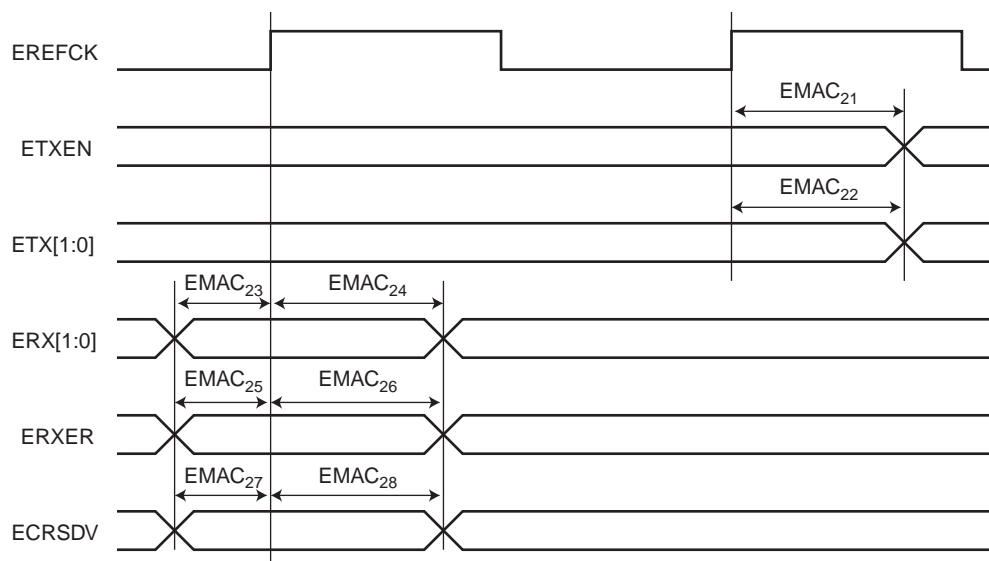 EREFCK
EMAC21
ETXEN
EMAC22
ETX[1:0]
EMAC23 EMAC24
ERX[1:0]
EMAC25 EMAC26
ERXER
EMAC27 EMAC28
ECRSDV